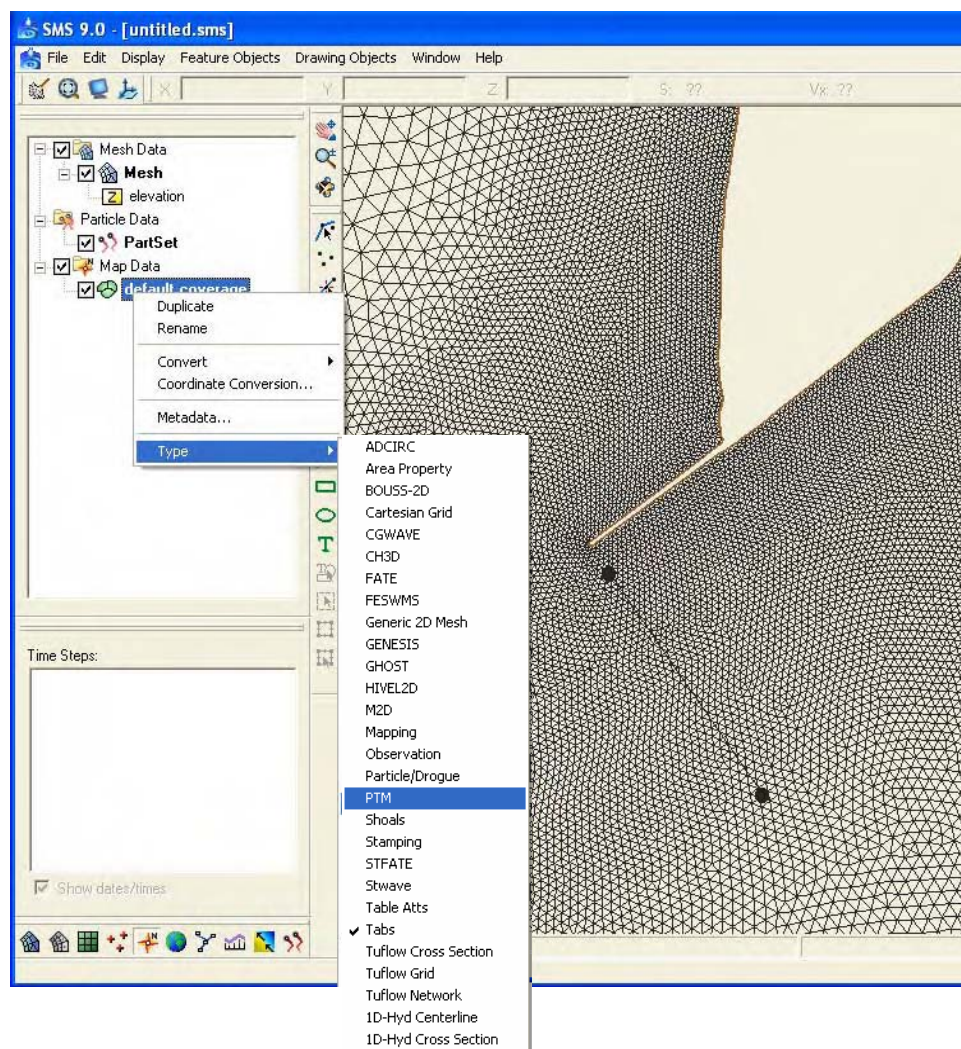 SMS 9.0 - [untitled.sms]
File Edit Display Feature Objects Drawing Objects Window Help
X Y Z S: ?? Vx: ??
Mesh Data
Mesh
Z elevation
Particle Data
PartSet
Map Data
default coverage
Duplicate
Rename
Convert
Coordinate Conversion...
Metadata...
Type
ADCIRC
Area Property
BOUSS-2D
Cartesian Grid
CGWAVE
CH3D
FATE
FESWMS
Generic 2D Mesh
GENESIS
GHOST
HIVEL2D
M2D
Mapping
Observation
Particle/Drogue
PTM
Shoals
Stamping
STFATE
Stwave
Table Atts
Tabs
Tuflow Cross Section
Tuflow Grid
Tuflow Network
1D-Hyd Centerline
1D-Hyd Cross Section
T
Time Steps:
Show dates/times